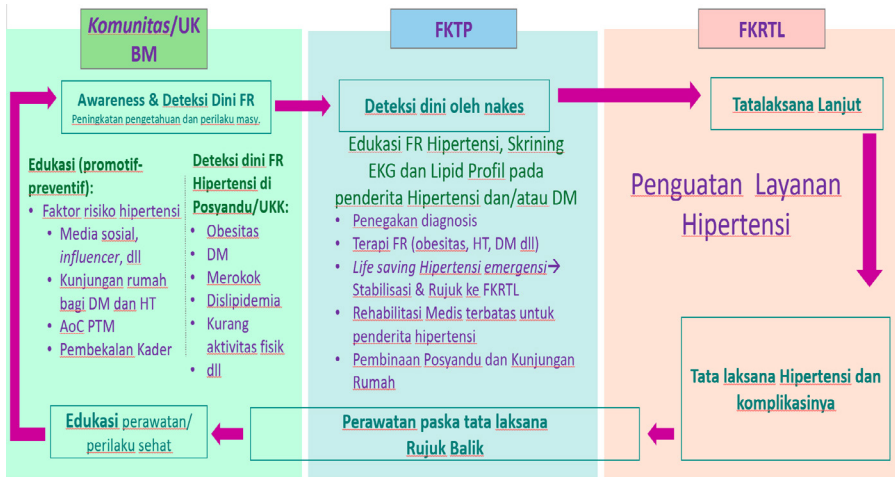 Komunitas/UK
BM
FKTP
FKRTL
Awareness & Deteksi Dini FR
Peningkatan pengetahuan dan perilaku masy.
Deteksi dini oleh nakes
Tatalaksana Lanjut
Edukasi (promotif-
preventif):
• Faktor risiko hipertensi
• Media sosial,
influencer, dll
• Kunjungan rumah
bagi DM dan HT
• AoC PTM
• Pembekalan Kader
Deteksi dini FR
Hipertensi di
Posyandu/UKK:
• Obesitas
• DM
• Merokok
• Dislipidemia
• Kurang
aktivitas fisik
• dll
Edukasi FR Hipertensi, Skrining
EKG dan Lipid Profil pada
penderita Hipertensi dan/atau DM
• Penegakan diagnosis
• Terapi FR (obesitas, HT, DM dll)
• Life saving Hipertensi emergensi→
Stabilisasi & Rujuk ke FKRTL
• Rehabilitasi Medis terbatas untuk
penderita hipertensi
• Pembinaan Posyandu dan Kunjungan
Rumah
Penguatan Layanan
Hipertensi
Tata laksana Hipertensi dan
komplikasinya
Perawatan paska tata laksana
Rujuk Balik
Edukasi perawatan/
perilaku sehat